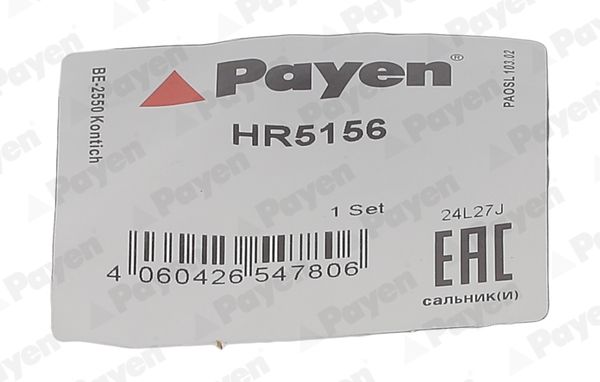 Payen®
HR5156
1 Set
4 060426 547806
24L27J
EAC
сальник(и)
BE-2550 Kontich
PAOSL 103.02